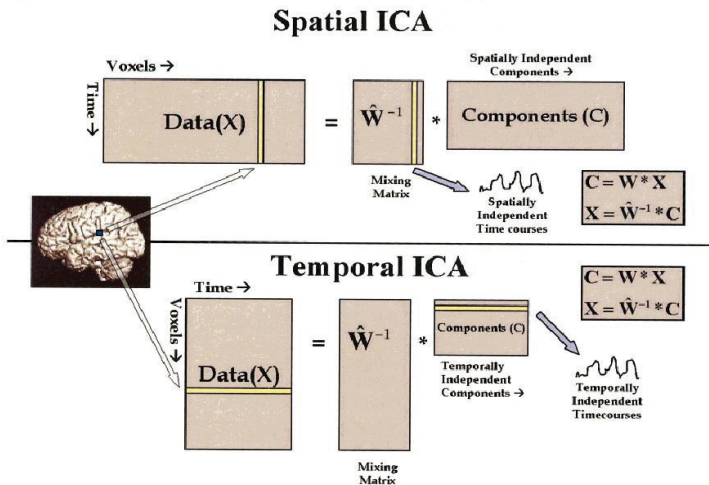 Spatial ICA
Voxels →
Time →
Data(X)
=
Ŵ⁻¹
*
Spatially Independent
Components →
Components (C)
Mixing
Matrix
Spatially
Independent
Time courses
C = W * X
X = Ŵ⁻¹ * C
Temporal ICA
Time →
Voxels →
Data(X)
=
Ŵ⁻¹
*
Components (C)
Temporally
Independent
Components →
Mixing
Matrix
Temporally
Independent
Timecourses
C = W * X
X = Ŵ⁻¹ * C